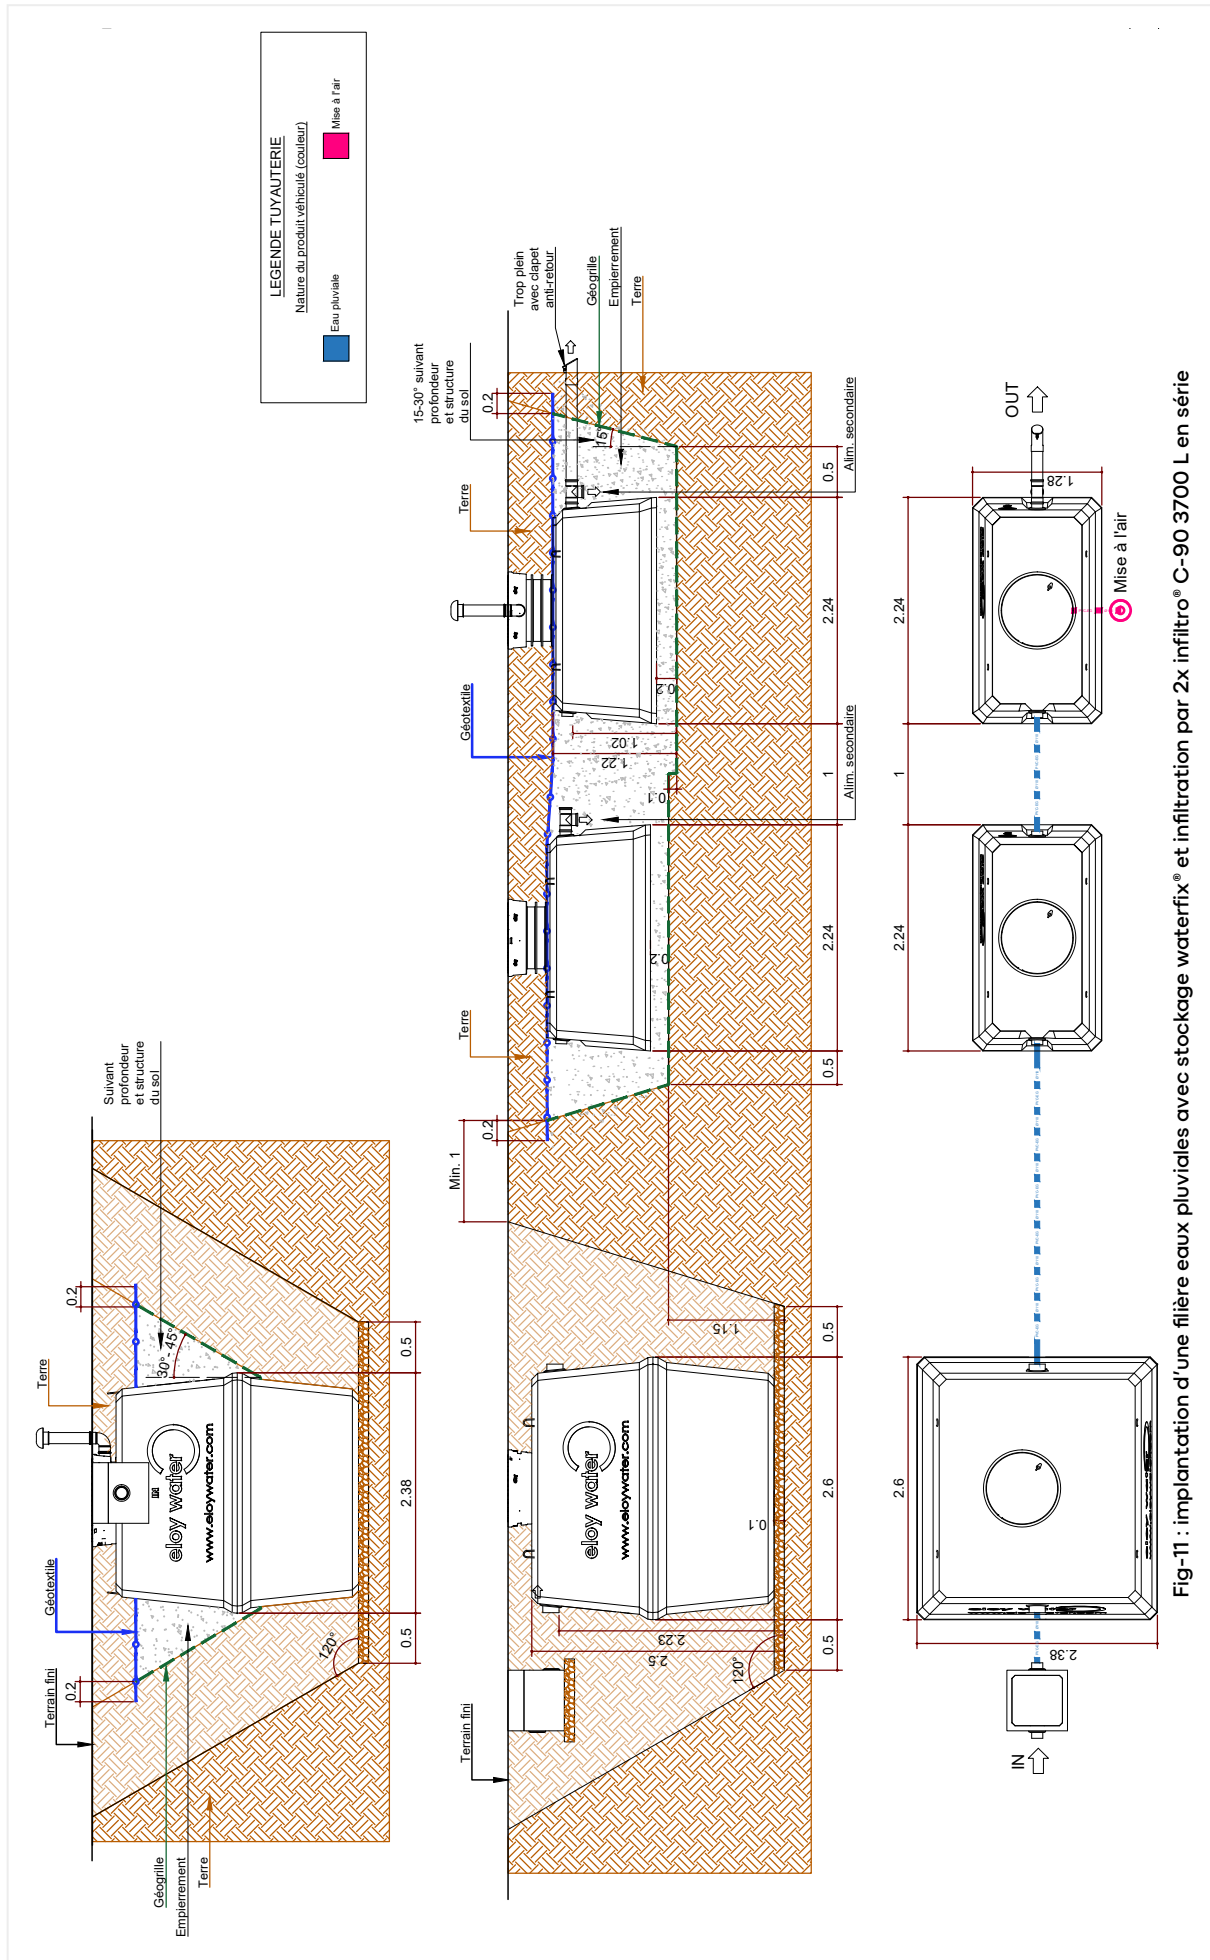 LEGENDE TUYAUTERIE
Nature du produit véhiculé (couleur)
Eau pluviale
Mise à l'air
Terrain fini
0.2
Géotextile
Terre
0.2
Suivant
profondeur
et structure
du sol
30° - 45°
IN
eloy water
www.eloywater.com
120°
0.5
2.38
0.5
Géogrille
Empierrement
Terre
Terrain fini
Min. 1
0.2
Terre
Géotextile
Terre
0.2
15-30° suivant
profondeur
et structure
du sol
Trop plein
avec clapet
anti-retour
Géogrille
Empierrement
Terre
15°
eloy water
www.eloywater.com
2.23
2.5
120°
0.1
1.15
0.2
0.1
1.22
1.02
0.2
0.5
2.6
0.5
0.5
2.24
1
2.24
0.5
Alim. secondaire
Alim. secondaire
2.6
2.24
1
2.24
2.38
1.28
IN
OUT
Mise à l'air
Fig-11 : implantation d'une filière eaux pluviales avec stockage waterfix® et infiltration par 2x infiltro® C-90 3700 L en série